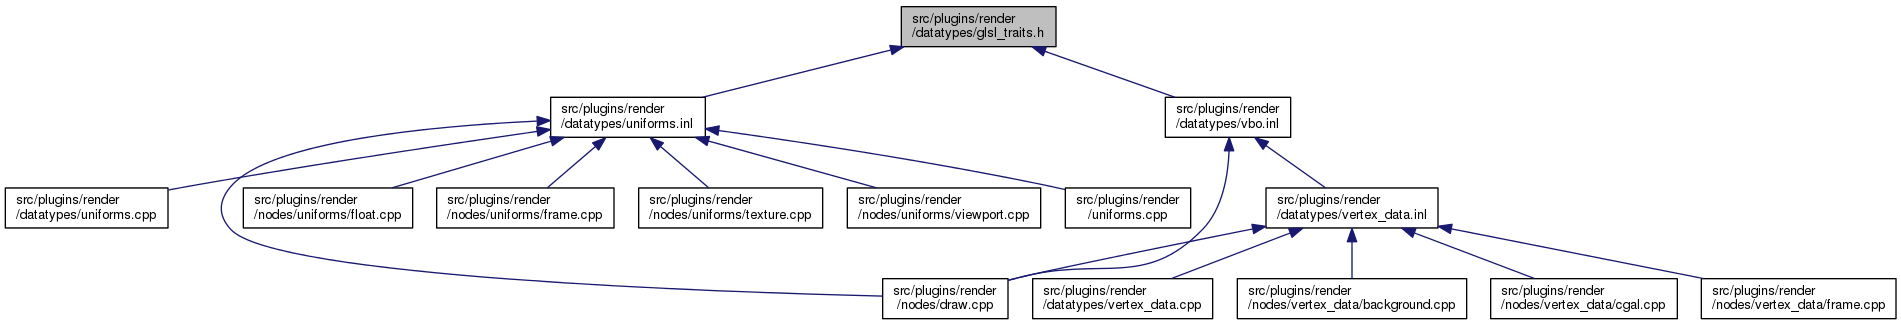 src/plugins/render
/datatypes/glsl_traits.h
src/plugins/render
/datatypes/uniforms.inl
src/plugins/render
/datatypes/vbo.inl
src/plugins/render
/datatypes/uniforms.cpp
src/plugins/render
/nodes/uniforms/float.cpp
src/plugins/render
/nodes/uniforms/frame.cpp
src/plugins/render
/nodes/uniforms/texture.cpp
src/plugins/render
/nodes/uniforms/viewport.cpp
src/plugins/render
/uniforms.cpp
src/plugins/render
/datatypes/vertex_data.inl
src/plugins/render
/nodes/draw.cpp
src/plugins/render
/datatypes/vertex_data.cpp
src/plugins/render
/nodes/vertex_data/background.cpp
src/plugins/render
/nodes/vertex_data/cgal.cpp
src/plugins/render
/nodes/vertex_data/frame.cpp